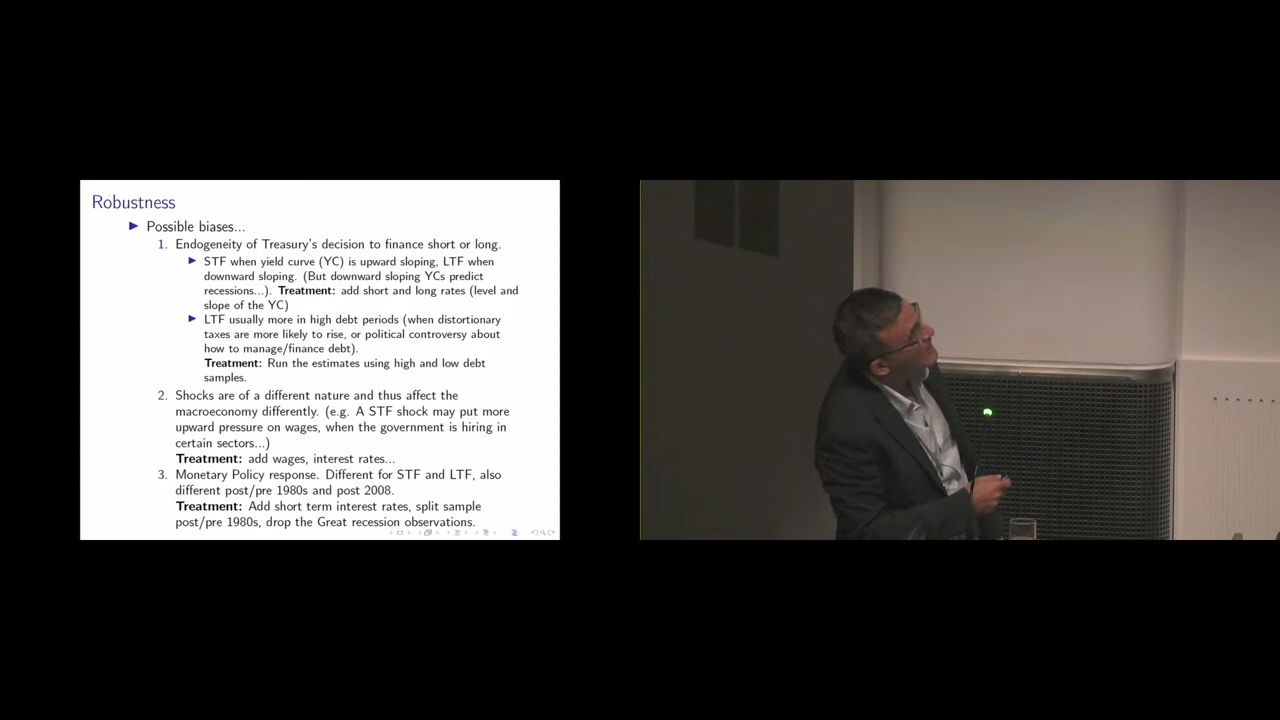 Robustness
Possible biases...
1. Endogeneity of Treasury's decision to finance short or long.
STF when yield curve (YC) is upward sloping, LTF when
downward sloping. (But downward sloping YCs predict
recessions...). Treatment: add short and long rates (level and
slope of the YC)
LTF usually more in high debt periods (when distortionary
taxes are more likely to rise, or political controversy about
how to manage/finance debt).
Treatment: Run the estimates using high and low debt
samples.
2. Shocks are of a different nature and thus affect the
macroeconomy differently. (e.g. A STF shock may put more
upward pressure on wages, when the government is hiring in
certain sectors...)
Treatment: add wages, interest rates...
3. Monetary Policy response. Different for STF and LTF, also
different post/pre 1980s and post 2008.
Treatment: Add short term interest rates, split sample
post/pre 1980s, drop the Great recession observations.